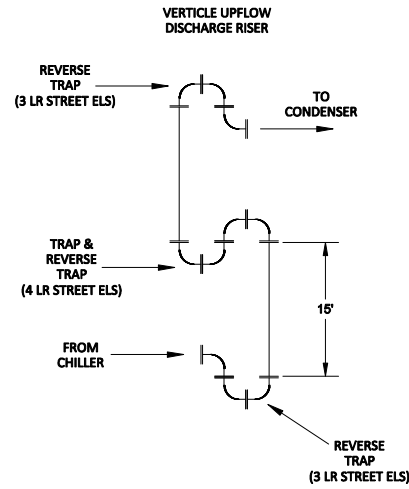 VERTICLE UPFLOW
DISCHARGE RISER
REVERSE
TRAP
(3 LR STREET ELS)
TO
CONDENSER
TRAP &
REVERSE
TRAP
(4 LR STREET ELS)
15'
FROM
CHILLER
REVERSE
TRAP
(3 LR STREET ELS)